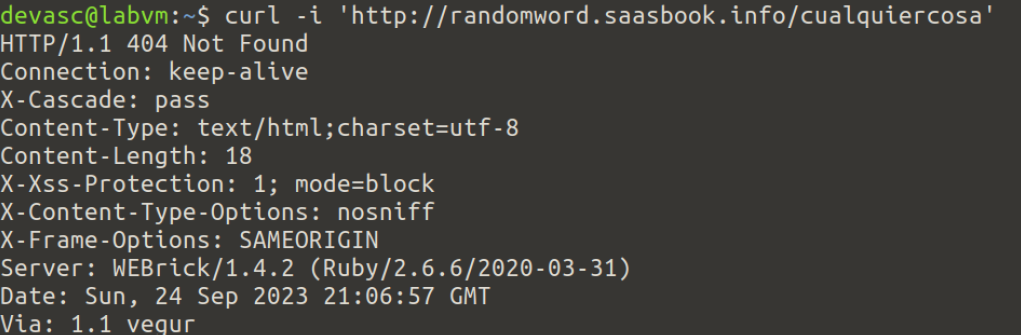 devasc@labvm:~$ curl -i 'http://randomword.saasbook.info/cualquiercosa'
HTTP/1.1 404 Not Found
Connection: keep-alive
X-Cascade: pass
Content-Type: text/html;charset=utf-8
Content-Length: 18
X-Xss-Protection: 1; mode=block
X-Content-Type-Options: nosniff
X-Frame-Options: SAMEORIGIN
Server: WEBrick/1.4.2 (Ruby/2.6.6/2020-03-31)
Date: Sun, 24 Sep 2023 21:06:57 GMT
Via: 1.1 vegur